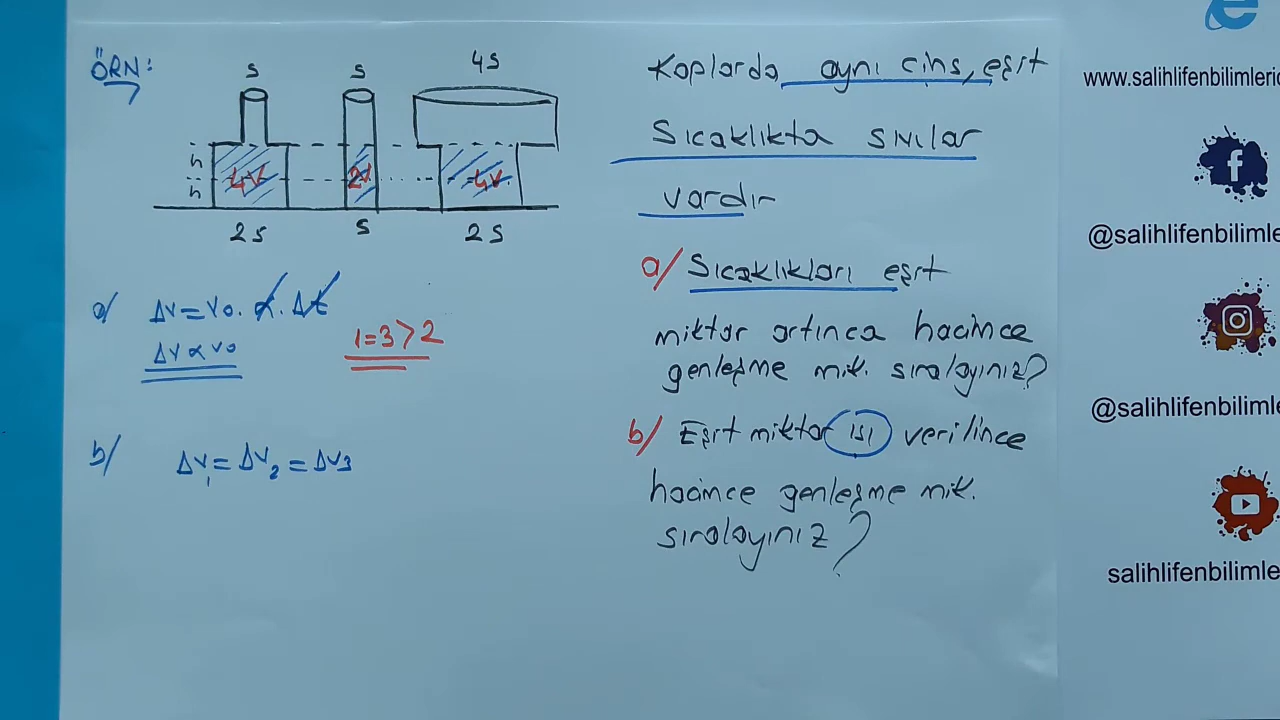 ÖRN:
S S 4S
h
h
4V 2V 4V
2S S 2S
a) ΔV = V0. α. Δt
ΔV ∝ V0
1=3>2
b/ ΔV1 = ΔV2 = ΔV3
Kaplarda aynı cins, eşit
Sıcaklıkta sıvılar
vardır
a/ Sıcaklıkları eşit
miktar artınca hacimce
genleşme mik. sıralayınız?
b/ Eşit miktar ısı verilince
hacimce genleşme mik.
sıralayınız?
www.salihlifenbilimleri
@salihlifenbilimle
@salihlifenbilimle
salihlifenbilimle